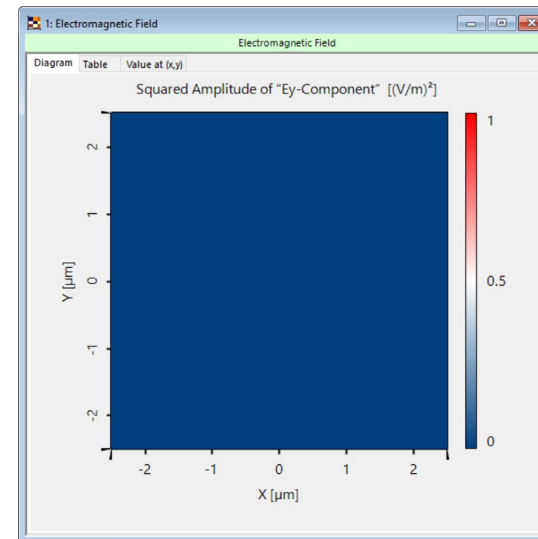 1: Electromagnetic Field
Electromagnetic Field
Diagram Table Value at (x,y)
Squared Amplitude of "Ey-Component" [(V/m)²]
2
1
0
-1
-2
Y [µm]
-2 -1 0 1 2
X [µm]
1
0.5
0